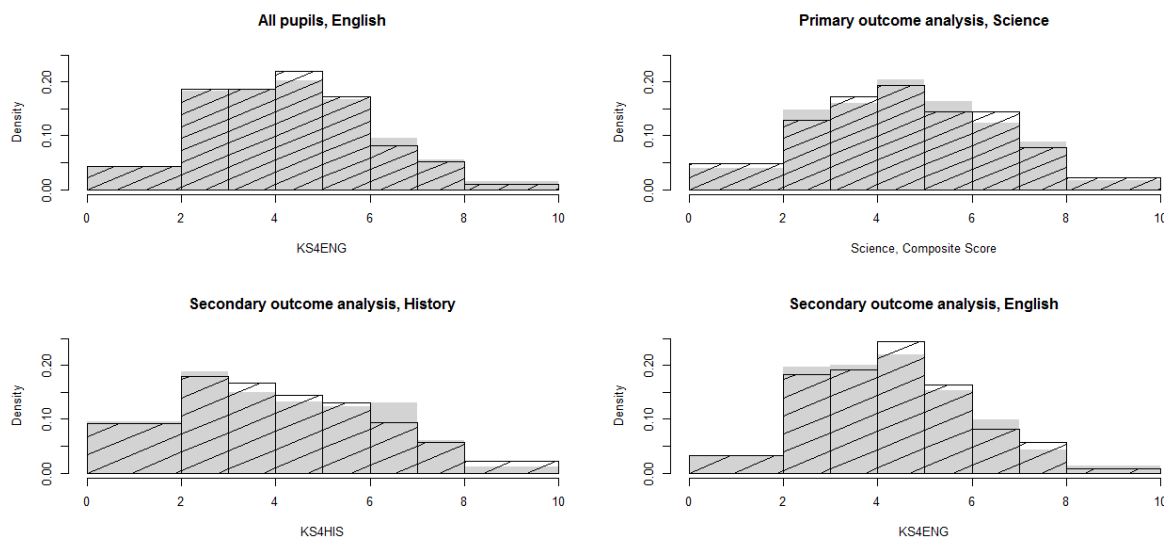 All pupils, English
Density
0.00
0.10
0.20
0 2 4 6 8 10
KS4ENG
Primary outcome analysis, Science
Density
0.00
0.10
0.20
0 2 4 6 8 10
Science, Composite Score
Secondary outcome analysis, History
Density
0.00
0.10
0.20
0 2 4 6 8 10
KS4HIS
Secondary outcome analysis, English
Density
0.00
0.10
0.20
0 2 4 6 8 10
KS4ENG